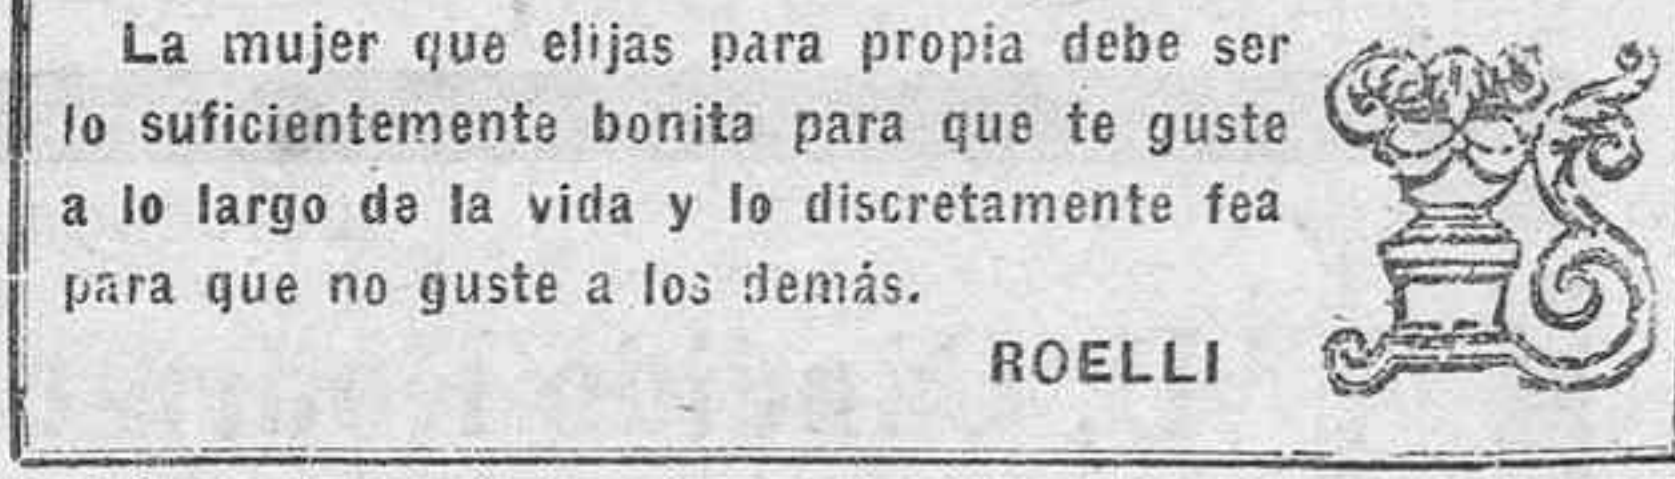 La mujer que elijas para propia debe ser
lo suficientemente bonita para que te guste
a lo largo de la vida y lo discretamente fea
para que no guste a los demás.
ROELLI